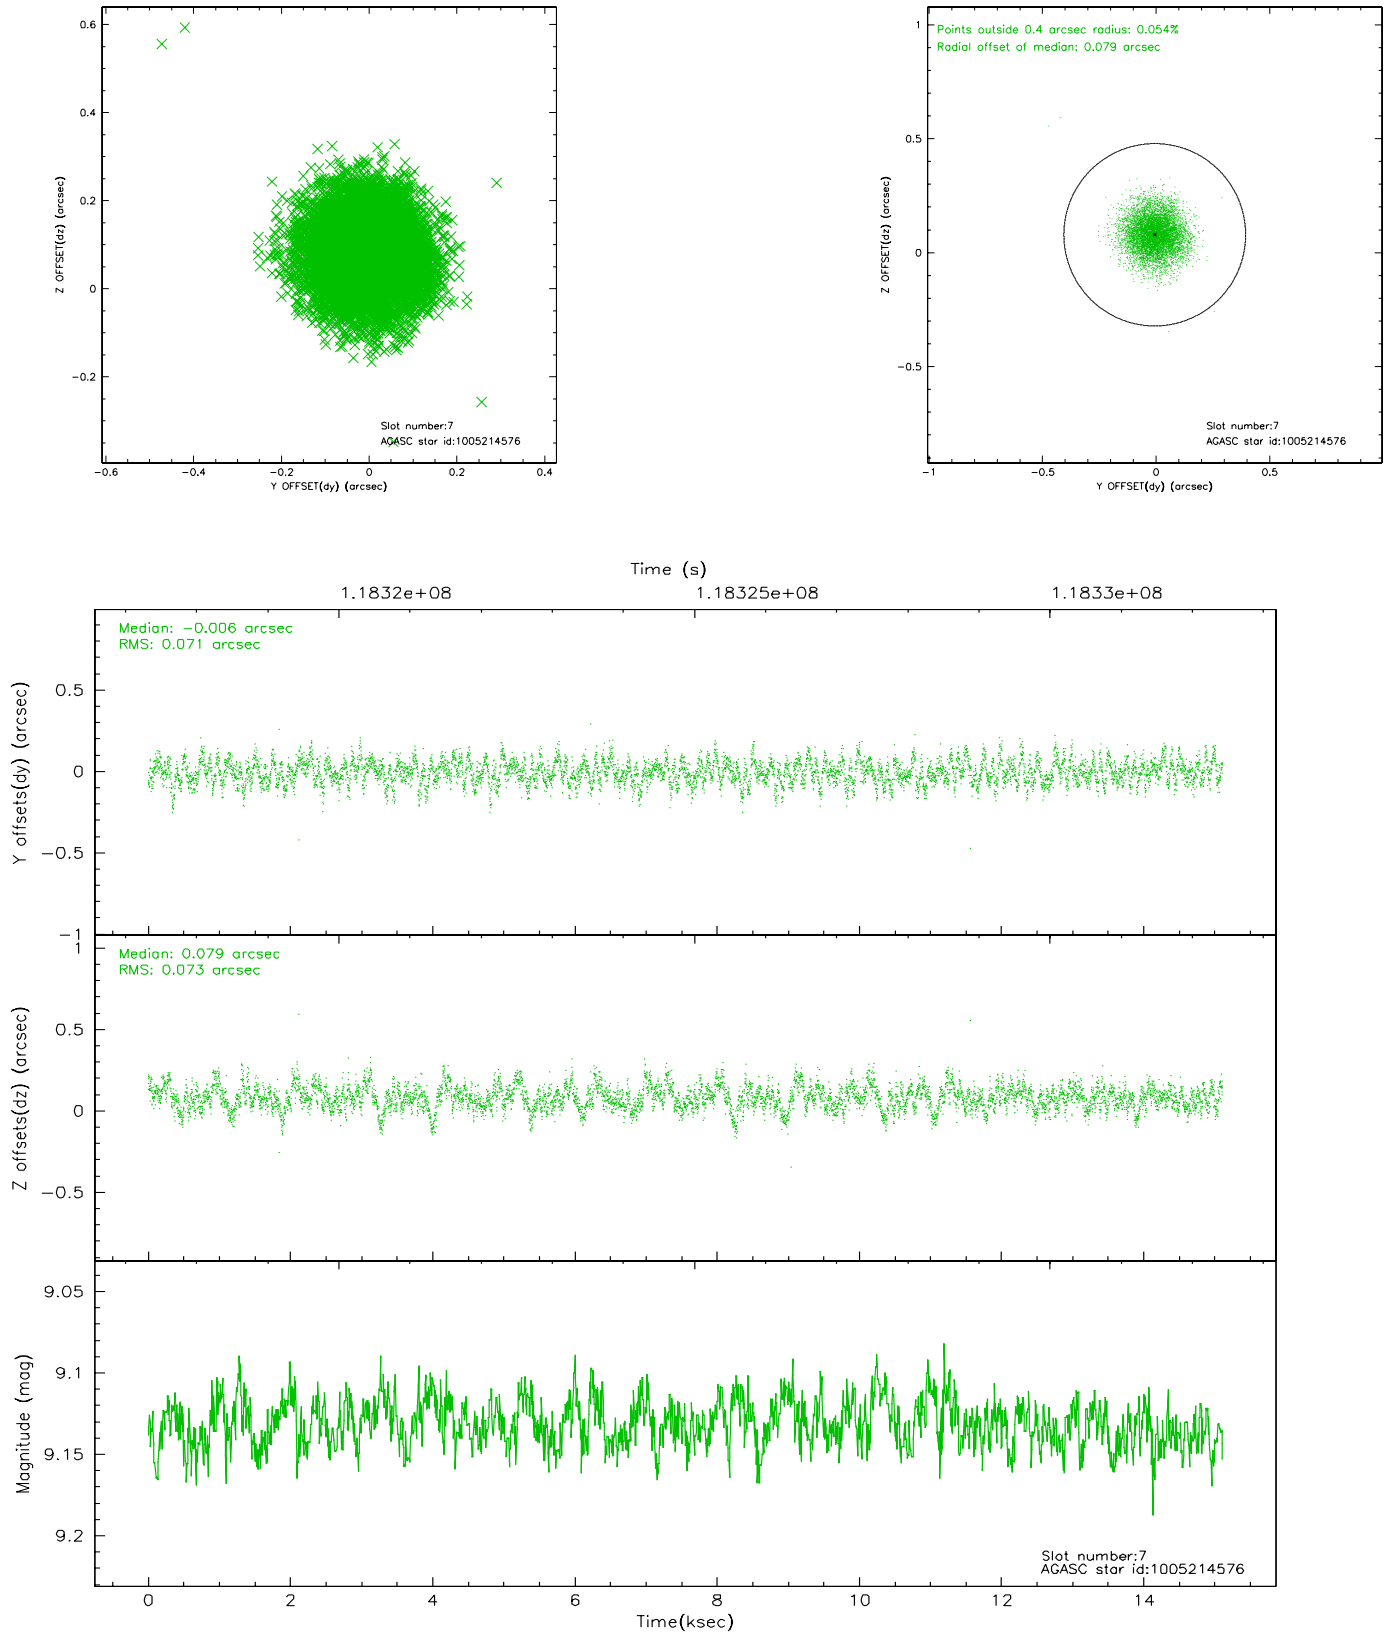 0.6
0.4
0.2
0
−0.2
−0.6
−0.4
−0.2
0
0.2
0.4
Z OFFSET(dz) (arcsec)
Y OFFSET(dy) (arcsec)
Slot number:7
AGASC star id:1005214576
Points outside 0.4 arcsec radius: 0.054%
Radial offset of median: 0.079 arcsec
1
0.5
0
−0.5
−1
−0.5
0
0.5
Z OFFSET(dz) (arcsec)
Y OFFSET(dy) (arcsec)
Slot number:7
AGASC star id:1005214576
Time (s)
1.1832e+08
1.18325e+08
1.1833e+08
Median: −0.006 arcsec
RMS: 0.071 arcsec
0.5
0
−0.5
−1
Y offsets(dy) (arcsec)
Median: 0.079 arcsec
RMS: 0.073 arcsec
1
0.5
0
−0.5
Z offsets(dz) (arcsec)
9.05
9.1
9.15
9.2
Magnitude (mag)
Slot number:7
AGASC star id:1005214576
0
2
4
6
8
10
12
14
Time(ksec)